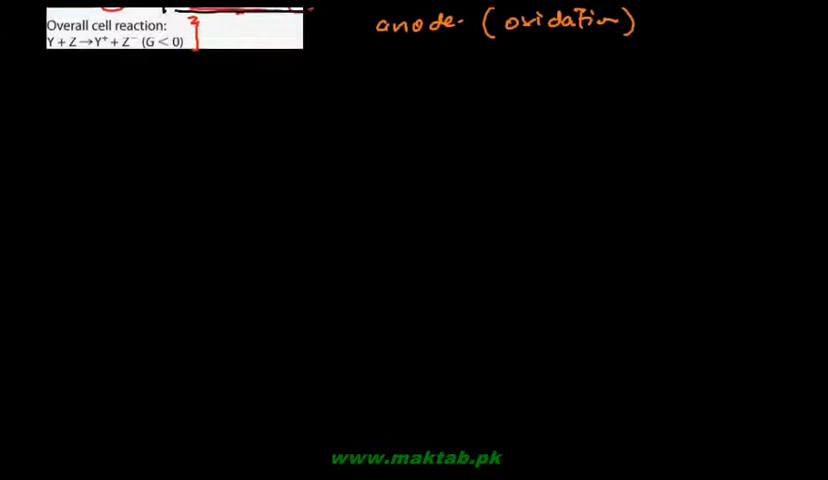 Overall cell reaction:
Y + Z → Y⁺ + Z⁻ (G < 0)
anode. (oxidation)
www.maktab.pk